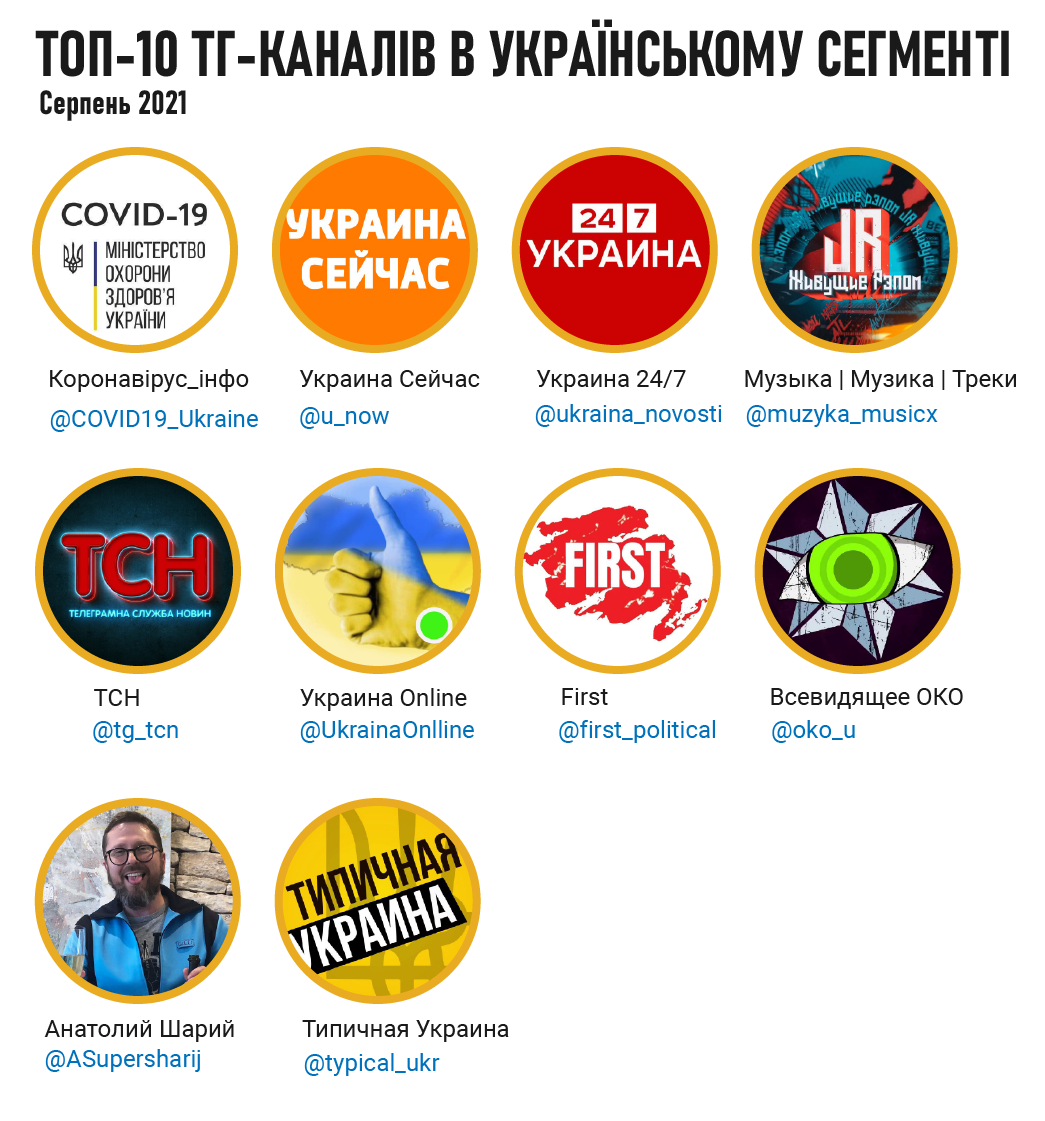 ТОП-10 ТГ-КАНАЛІВ В УКРАЇНСЬКОМУ СЕГМЕНТІ
Серпень 2021
COVID-19
МІНІСТЕРСТВО
ОХОРОНИ
ЗДОРОВ'Я
УКРАЇНИ
УКРАИНА
СЕЙЧАС
24 7
УКРАИНА
JR
Живущие Рэпом
Коронавірус_інфо
Украина Сейчас
Украина 24/7
Музыка | Музика | Треки
@COVID19_Ukraine
@u_now
@ukraina_novosti
@muzyka_musicx
ТСН
ТЕЛЕГРАМНА СЛУЖБА НОВИН
FIRST
ТСН
Украина Online
First
Всевидящее ОКО
@tg_tcn
@UkrainaOnlline
@first_political
@oko_u
ТИПИЧНАЯ
УКРАИНА
Анатолий Шарий
Типичная Украина
@ASupersharij
@typical_ukr